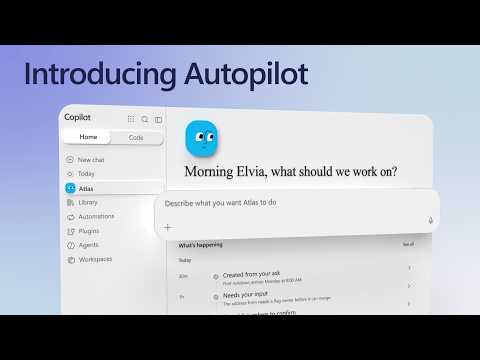 Introducing Autopilot
Copilot
Home
Code
New chat
Today
Atlas
Library
Automations
Plugins
Agents
Workspaces
Morning Elvia, what should we work on?
Describe what you want Atlas to do
What's happening
See all
Today
Created from your ask
Needs your input
to confirm